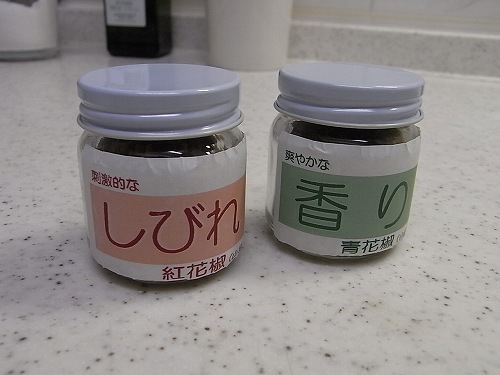 刺激的な
しびれ
紅花椒
爽やかな
香り
青花椒